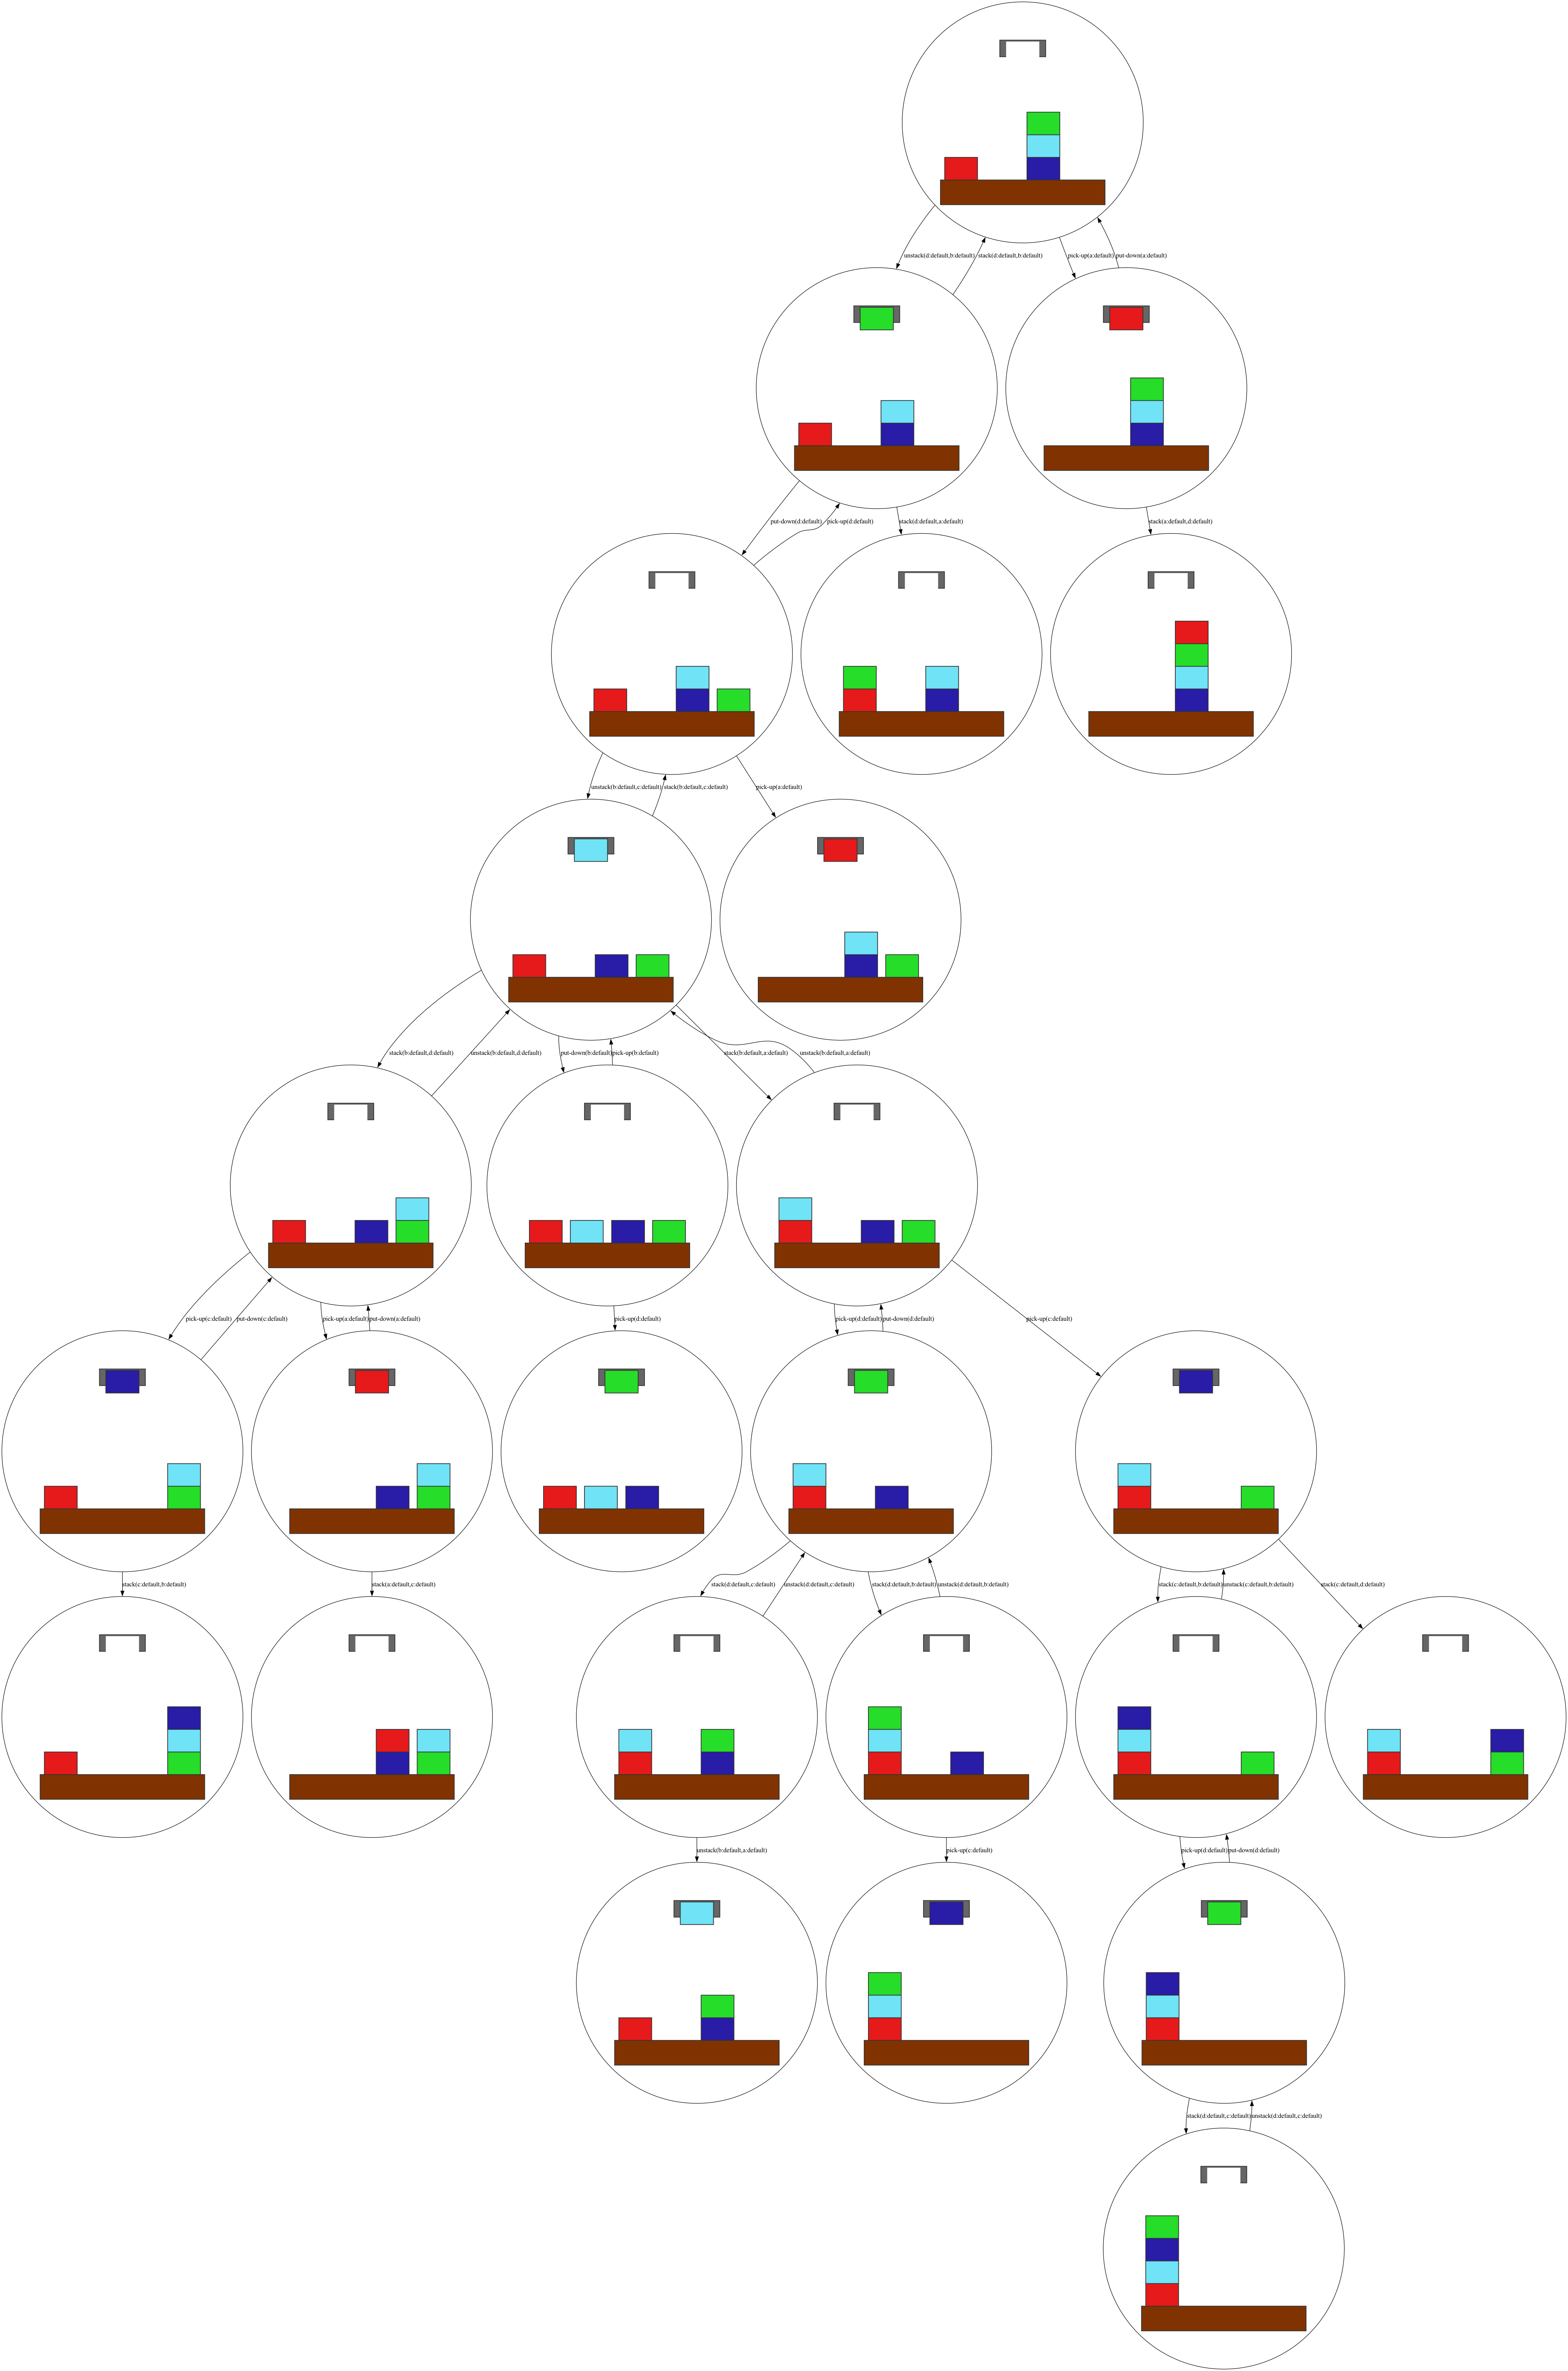 unstack(d:default,b:default)
stack(d:default,b:default)
pick-up(a:default)
put-down(a:default)
put-down(d:default)
pick-up(d:default)
stack(d:default,a:default)
stack(a:default,d:default)
unstack(b:default,c:default)
stack(b:default,c:default)
pick-up(a:default)
stack(b:default,d:default)
unstack(b:default,d:default)
put-down(b:default)
pick-up(b:default)
stack(b:default,a:default)
unstack(b:default,a:default)
pick-up(c:default)
put-down(c:default)
pick-up(a:default)
put-down(a:default)
pick-up(d:default)
pick-up(d:default)
put-down(d:default)
pick-up(c:default)
stack(c:default,b:default)
stack(a:default,c:default)
stack(d:default,c:default)
unstack(d:default,c:default)
stack(d:default,b:default)
unstack(d:default,b:default)
stack(c:default,b:default)
unstack(c:default,b:default)
stack(c:default,d:default)
unstack(b:default,a:default)
pick-up(c:default)
pick-up(d:default)
put-down(d:default)
stack(d:default,c:default)
unstack(d:default,c:default)